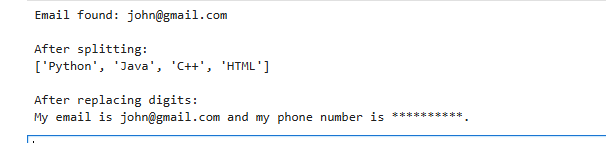 Email found: john@gmail.com
After splitting:
['Python', 'Java', 'C++', 'HTML']
After replacing digits:
My email is john@gmail.com and my phone number is **********.